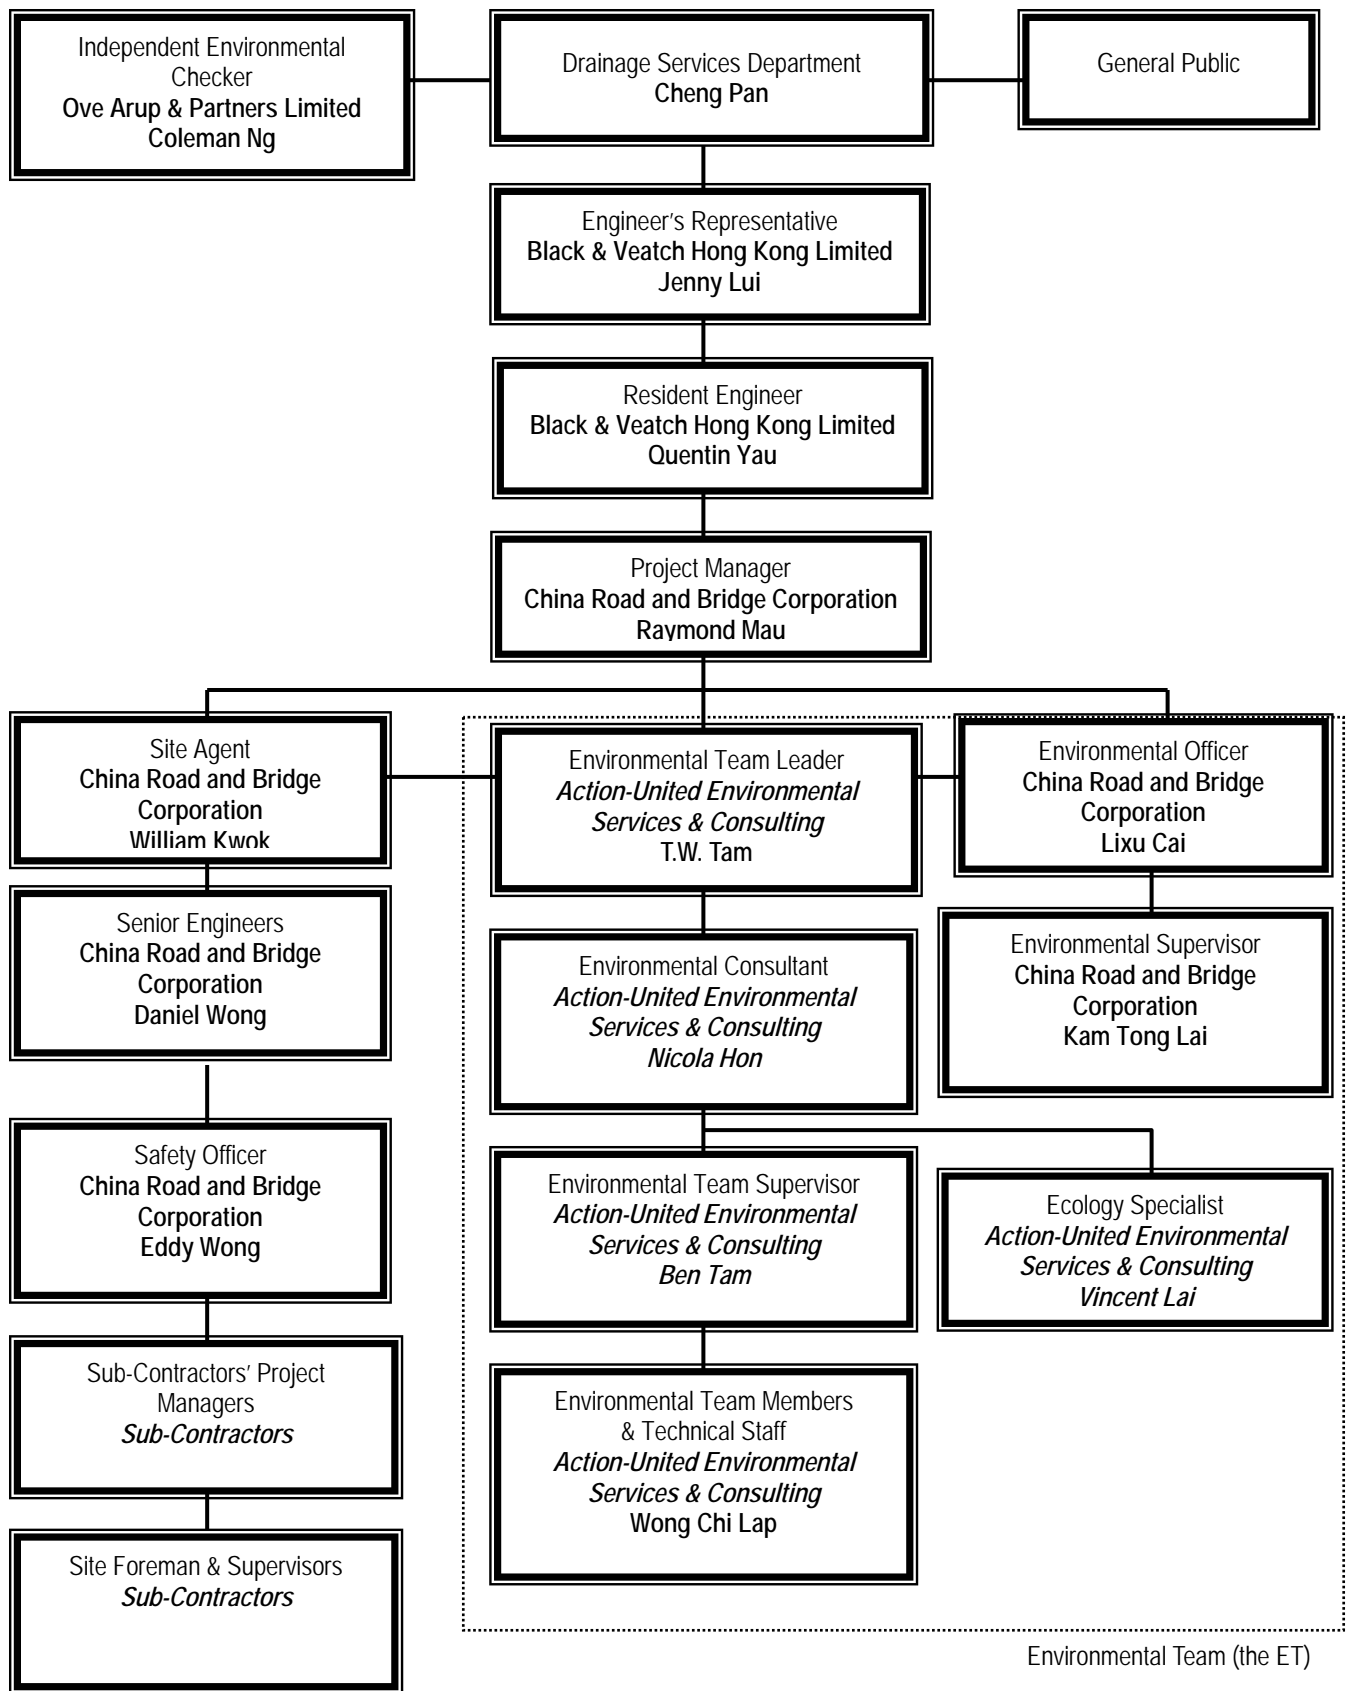 Independent Environmental
Checker
Ove Arup & Partners Limited
Coleman Ng
Drainage Services Department
Cheng Pan
General Public
Engineer's Representative
Black & Veatch Hong Kong Limited
Jenny Lui
Resident Engineer
Black & Veatch Hong Kong Limited
Quentin Yau
Project Manager
China Road and Bridge Corporation
Raymond Mau
Site Agent
China Road and Bridge
Corporation
William Kwok
Environmental Team Leader
Action-United Environmental
Services & Consulting
T.W. Tam
Environmental Officer
China Road and Bridge
Corporation
Lixu Cai
Senior Engineers
China Road and Bridge
Corporation
Daniel Wong
Environmental Consultant
Action-United Environmental
Services & Consulting
Nicola Hon
Environmental Supervisor
China Road and Bridge
Corporation
Kam Tong Lai
Safety Officer
China Road and Bridge
Corporation
Eddy Wong
Environmental Team Supervisor
Action-United Environmental
Services & Consulting
Ben Tam
Ecology Specialist
Action-United Environmental
Services & Consulting
Vincent Lai
Sub-Contractors' Project
Managers
Sub-Contractors
Environmental Team Members
& Technical Staff
Action-United Environmental
Services & Consulting
Wong Chi Lap
Site Foreman & Supervisors
Sub-Contractors
Environmental Team (the ET)